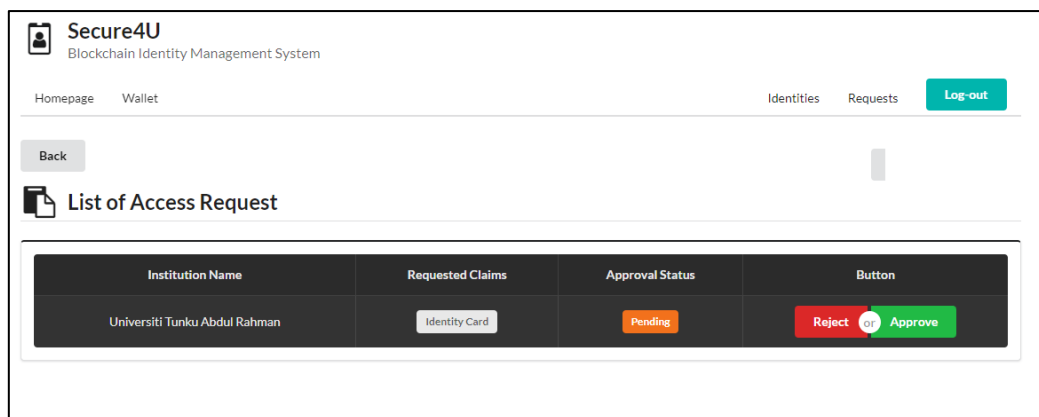 Secure4U
Blockchain Identity Management System
Homepage Wallet Identities Requests Log-out
Back
List of Access Request
Institution Name Requested Claims Approval Status Button
Universiti Tunku Abdul Rahman Identity Card Pending Reject or Approve